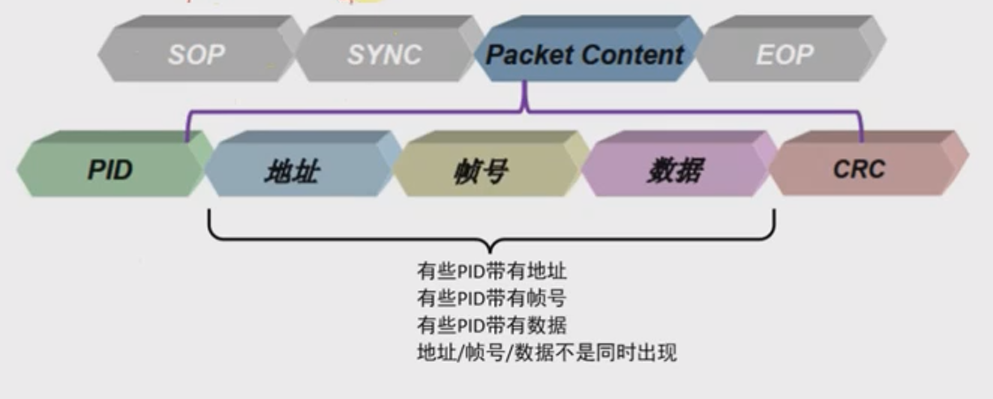 SOP SYNC Packet Content EOP
PID 地址 帧号 数据 CRC
有些PID带有地址
有些PID带有帧号
有些PID带有数据
地址/帧号/数据不是同时出现